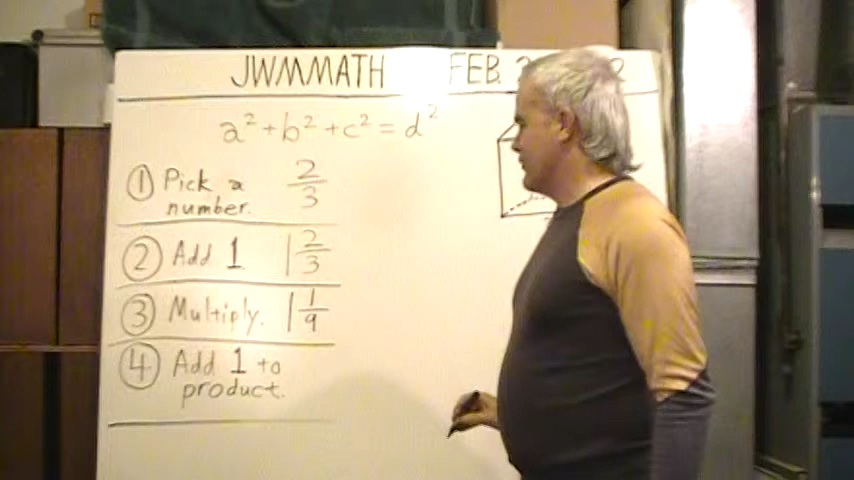 JWMMATH FEB. 2
a² + b² + c² = d²
① Pick a 2/3
number.
② Add 1 1 2/3
③ Multiply. 1 1/9
④ Add 1 to
product.